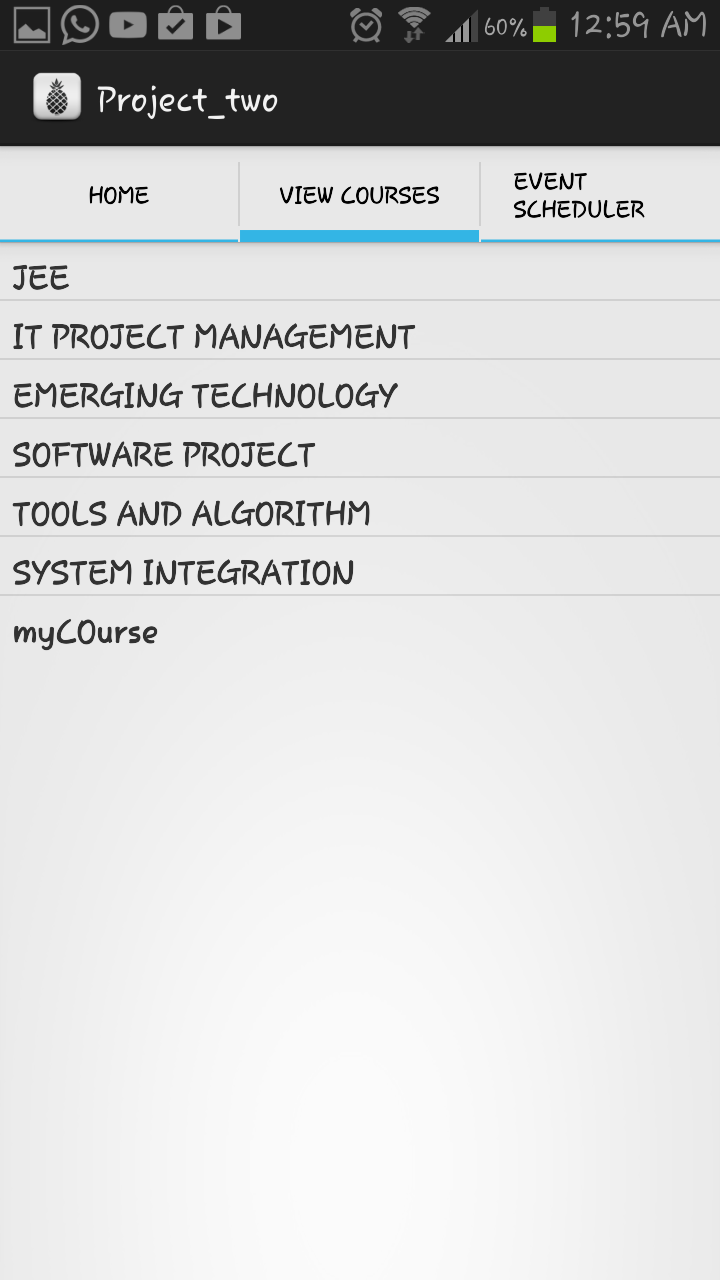 60% 12:59 AM
Project_two
HOME
VIEW COURSES
EVENT
SCHEDULER
JEE
IT PROJECT MANAGEMENT
EMERGING TECHNOLOGY
SOFTWARE PROJECT
TOOLS AND ALGORITHM
SYSTEM INTEGRATION
myCOurse